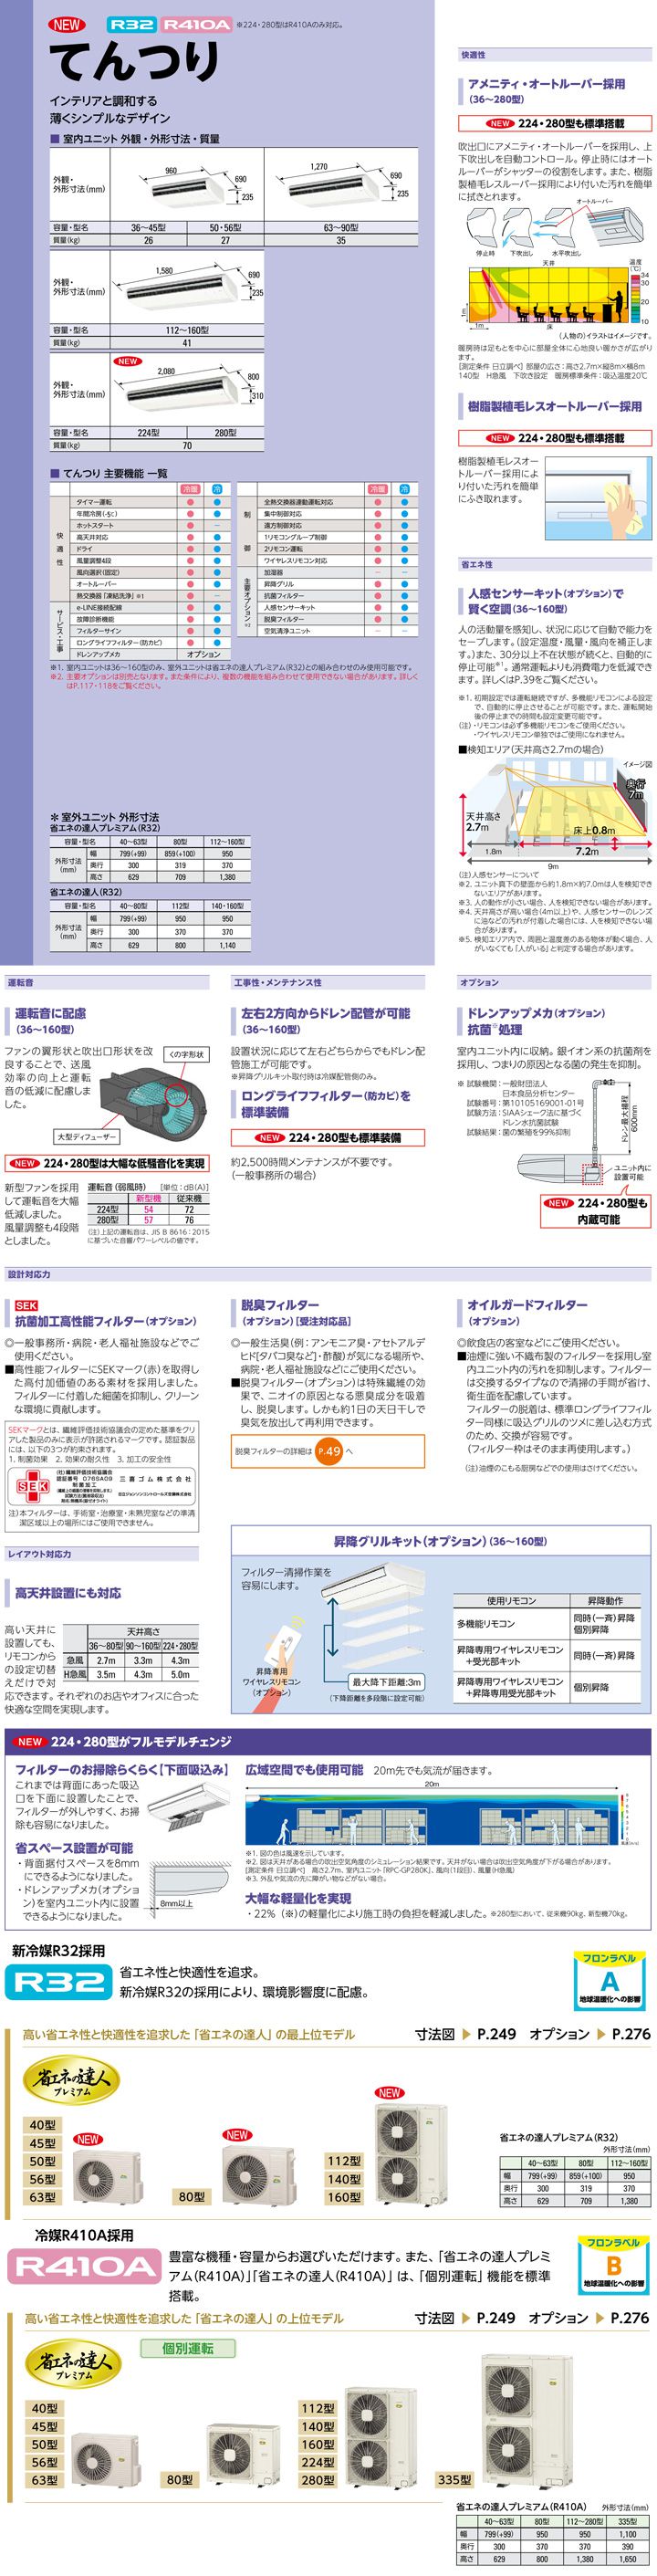 NEW R32 R410A ※224・280型はR410Aのみ対応。
てんつり
インテリアと調和する
薄くシンプルなデザイン
■ 室内ユニット 外観・外形寸法・質量
外観・
外形寸法(mm)
960 690 235
1,270 690 235
容量・型名 36～45型 50・56型 63～90型
質量(kg) 26 27 35
外観・
外形寸法(mm)
1,580 690 235
容量・型名 112～160型
質量(kg) 41
NEW
外観・
外形寸法(mm)
2,080 800 310
容量・型名 224型 280型
質量(kg) 70
■ てんつり 主要機能 一覧
冷暖 冷
快適性
タイマー運転 ● ●
年間冷房(-5℃) ● ●
ホットスタート ● －
高天井対応 ● ●
ドライ ● ●
風量調整4段 ● ●
風向選択(固定) ● ●
オートルーバー ● ●
熱交換器「凍結洗浄」※1 ● －
サービス・工事
e-LINE接続配線 ● ●
故障診断機能 ● ●
フィルターサイン ● ●
ロングライフフィルター(防カビ) ● ●
ドレンアップメカ オプション
冷暖 冷
制御
全熱交換器連動運転対応 ● ●
集中制御対応 ● ●
遠方制御対応 ● ●
1リモコングループ制御 ● ●
2リモコン運転 ● ●
ワイヤレスリモコン対応 ● ●
主要オプション※2
加湿器 － －
昇降グリル ● ●
抗菌フィルター ● ●
人感センサーキット ● ●
脱臭フィルター ● ●
空気清浄ユニット － －
※1. 室内ユニットは36～160型のみ、室外ユニットは省エネの達人プレミアム(R32)との組み合わせのみ使用可能です。
※2. 主要オプションは別売となります。また条件により、複数の機能を組み合わせて使用できない場合があります。詳しく
はP.117・118をご覧ください。
＊ 室外ユニット 外形寸法
省エネの達人プレミアム(R32)
容量・型名 40～63型 80型 112～160型
外形寸法(mm)
幅 799(+99) 859(+100) 950
奥行 300 319 370
高さ 629 709 1,380
省エネの達人(R32)
容量・型名 40～80型 112型 140・160型
外形寸法(mm)
幅 799(+99) 950 950
奥行 300 370 370
高さ 629 800 1,140
快適性
アメニティ・オートルーバー採用
(36～280型)
NEW 224・280型も標準搭載
吹出口にアメニティ・オートルーバーを採用し、上
下吹出しを自動コントロール。停止時にはオート
ルーバーがシャッターの役割をします。また、樹脂
製植毛レスルーバー採用により付いた汚れを簡単
に拭きとれます。
オートルーバー
停止時 下吹出し 水平吹出し
天井
温度(℃)
34
30
20
10
1m
1m
床
(人物の)イラストはイメージです。
暖房時は足もとを中心に部屋全体に心地良い暖かさが広がり
ます。
[測定条件 日立調べ] 部屋の広さ：高さ2.7m×縦8m×横8m
140型 H急風 下吹き設定 暖房標準条件：吸込温度20℃
樹脂製植毛レスオートルーバー採用
NEW 224・280型も標準搭載
樹脂製植毛レスオー
トルーバー採用によ
り付いた汚れを簡単
にふき取れます。
省エネ性
人感センサーキット(オプション)で
賢く空調(36～160型)
人の活動量を感知し、状況に応じて自動で能力を
セーブします。(設定温度・風量・風向を補正しま
す。)また、30分以上不在状態が続くと、自動的に
停止可能※1。通常運転よりも消費電力を低減でき
ます。詳しくはP.39をご覧ください。
※1. 初期設定では運転継続ですが、多機能リモコンによる設定
で、自動的に停止させることが可能です。また、運転開始
後の停止までの時間も設定変更可能です。
(注)・リモコンは必ず多機能リモコンをご使用ください。
・ワイヤレスリモコン単独ではご使用になれません。
■検知エリア(天井高さ2.7mの場合)
イメージ図
奥行
7m
天井高さ
2.7m
床上0.8m
1.8m 7.2m
9m
(注)人感センサーについて
※2. ユニット真下の壁面から約1.8m×約7.0mは人を検知でき
ないエリアがあります。
※3. 人の動作が小さい場合、人を検知できない場合があります。
※4. 天井高さが高い場合(4m以上)や、人感センサーのレンズ
に油などの汚れが付着した場合には、人を検知できない場
合があります。
※5. 検知エリア内で、周囲と温度差のある物体が動く場合、人
がいなくても「人がいる」と判定する場合があります。
運転音
運転音に配慮
(36～160型)
ファンの翼形状と吹出口形状を改
良することで、送風
効率の向上と運転
音の低減に配慮しま
した。
くの字形状
大型ディフューザー
NEW 224・280型は大幅な低騒音化を実現
新型ファンを採用
して運転音を大幅
低減しました。
風量調整も4段階
としました。
運転音(弱風時) [単位：dB(A)]
新型機 従来機
224型 54 72
280型 57 76
(注)上記の運転音は、JIS B 8616：2015
に基づいた音響パワーレベルの値です。
工事性・メンテナンス性
左右2方向からドレン配管が可能
(36～160型)
設置状況に応じて左右どちらからでもドレン配
管施工が可能です。
※昇降グリルキット取付時は冷媒配管側のみ。
ロングライフフィルター(防カビ)を
標準装備
NEW 224・280型も標準装備
約2,500時間メンテナンスが不要です。
(一般事務所の場合)
オプション
ドレンアップメカ(オプション)
抗菌※処理
室内ユニット内に収納。銀イオン系の抗菌剤を
採用し、つまりの原因となる菌の発生を抑制。
※ 試験機関：一般財団法人
日本食品分析センター
試験番号：第10105169001-01号
試験方法：SIAAシェーク法に基づく
ドレン水抗菌試験
試験結果：菌の繁殖を99%抑制
ドレン最大揚程
600mm
ユニット内に
設置可能
NEW 224・280型も
内蔵可能
設計対応力
SEK
抗菌加工高性能フィルター(オプション)
◎一般事務所・病院・老人福祉施設などでご
使用ください。
■高性能フィルターにSEKマーク(赤)を取得し
た高付加価値のある素材を採用しました。
フィルターに付着した細菌を抑制し、クリーン
な環境に貢献します。
SEKマークとは、繊維評価技術協議会の定めた基準をクリ
アした製品のみに表示が許諾されるマークです。認証製品
には、以下の3つが約束されます。
1. 制菌効果 2. 効果の耐久性 3. 加工の安全性
SEK
(社)繊維評価技術協議会
認証番号 076SA09
制菌加工
三喜ゴム株式会社
日立ジョンソンコントロールズ空調株式会社
注)本フィルターは、手術室・治療室・未熟児室などの準清
潔区域以上の場所にはご使用できません。
脱臭フィルター
(オプション)[受注対応品]
◎一般生活臭(例：アンモニア臭・アセトアルデ
ヒド[タバコ臭など]・酢酸)が気になる場所や、
病院・老人福祉施設などにご使用ください。
■脱臭フィルター(オプション)は特殊繊維の効
果で、ニオイの原因となる悪臭成分を吸着
し、脱臭します。しかも約1日の天日干しで
臭気を放出して再利用できます。
脱臭フィルターの詳細は P.49 へ
オイルガードフィルター
(オプション)
◎飲食店の客室などにご使用ください。
■油煙に強い不織布製のフィルターを採用し室
内ユニット内の汚れを抑制します。フィルター
は交換するタイプなので清掃の手間が省け、
衛生面を配慮しています。
フィルターの脱着は、標準ロングライフフィル
ター同様に吸込グリルのツメに差し込む方式
のため、交換が容易です。
(フィルター枠はそのまま再使用します。)
(注)油煙のこもる厨房などでの使用はさけてください。
レイアウト対応力
高天井設置にも対応
高い天井に
設置しても、
リモコンから
の設定切替
えだけで対
応できます。それぞれのお店やオフィスに合った
快適な空間を実現します。
天井高さ
36～80型 90～160型 224・280型
急風 2.7m 3.3m 4.3m
H急風 3.5m 4.3m 5.0m
昇降グリルキット(オプション)(36～160型)
フィルター清掃作業を
容易にします。
昇降専用
ワイヤレスリモコン
(オプション)
最大降下距離:3m
(下降距離を多段階に設定可能)
使用リモコン 昇降動作
多機能リモコン 同時(一斉)昇降
個別昇降
昇降専用ワイヤレスリモコン
+受光部キット 同時(一斉)昇降
昇降専用ワイヤレスリモコン
+昇降専用受光部キット 個別昇降
NEW 224・280型がフルモデルチェンジ
フィルターのお掃除らくらく【下面吸込み】
これまでは背面にあった吸込
口を下面に設置したことで、
フィルターが外しやすく、お掃
除も容易になりました。
省スペース設置が可能
・背面据付スペースを8mm
にできるようになりました。
・ドレンアップメカ(オプショ
ン)を室内ユニット内に設置
できるようになりました。
8mm以上
広域空間でも使用可能 20m先でも気流が届きます。
20m
※1. 図の色は風速を示しています。
※2. 図は天井がある場合の吹出空気角度のシミュレーション結果です。天井がない場合は吹出空気角度が下がる場合があります。
[測定条件 日立調べ] 高さ2.7m、室内ユニット「RPC-GP280K」、風向(1段目)、風量(H急風)
※3. 外乱や気流の先に障がい物などがない場合。
大幅な軽量化を実現
・22%（※)の軽量化により施工時の負担を軽減しました。※280型において、従来機90kg、新型機70kg。
新冷媒R32採用
R32
省エネ性と快適性を追求。
新冷媒R32の採用により、環境影響度に配慮。
フロンラベル
A
地球温暖化への影響
高い省エネ性と快適性を追求した「省エネの達人」の最上位モデル 寸法図 ▶ P.249 オプション ▶ P.276
省エネの達人
プレミアム
40型
45型
50型
56型
63型
NEW
80型
NEW
112型
140型
160型
NEW
省エネの達人プレミアム(R32)
外形寸法(mm)
40～63型 80型 112～160型
幅 799(+99) 859(+100) 950
奥行 300 319 370
高さ 629 709 1,380
冷媒R410A採用
R410A
豊富な機種・容量からお選びいただけます。また、「省エネの達人プレミ
アム(R410A)」「省エネの達人(R410A)」は、「個別運転」機能を標準
搭載。
フロンラベル
B
地球温暖化への影響
高い省エネ性と快適性を追求した「省エネの達人」の上位モデル 寸法図 ▶ P.249 オプション ▶ P.276
省エネの達人
プレミアム
個別運転
40型
45型
50型
56型
63型
80型
112型
140型
160型
224型
280型
335型
省エネの達人プレミアム(R410A) 外形寸法(mm)
40～63型 80型 112～280型 335型
幅 799(+99) 950 950 1,100
奥行 300 370 370 390
高さ 629 800 1,380 1,650